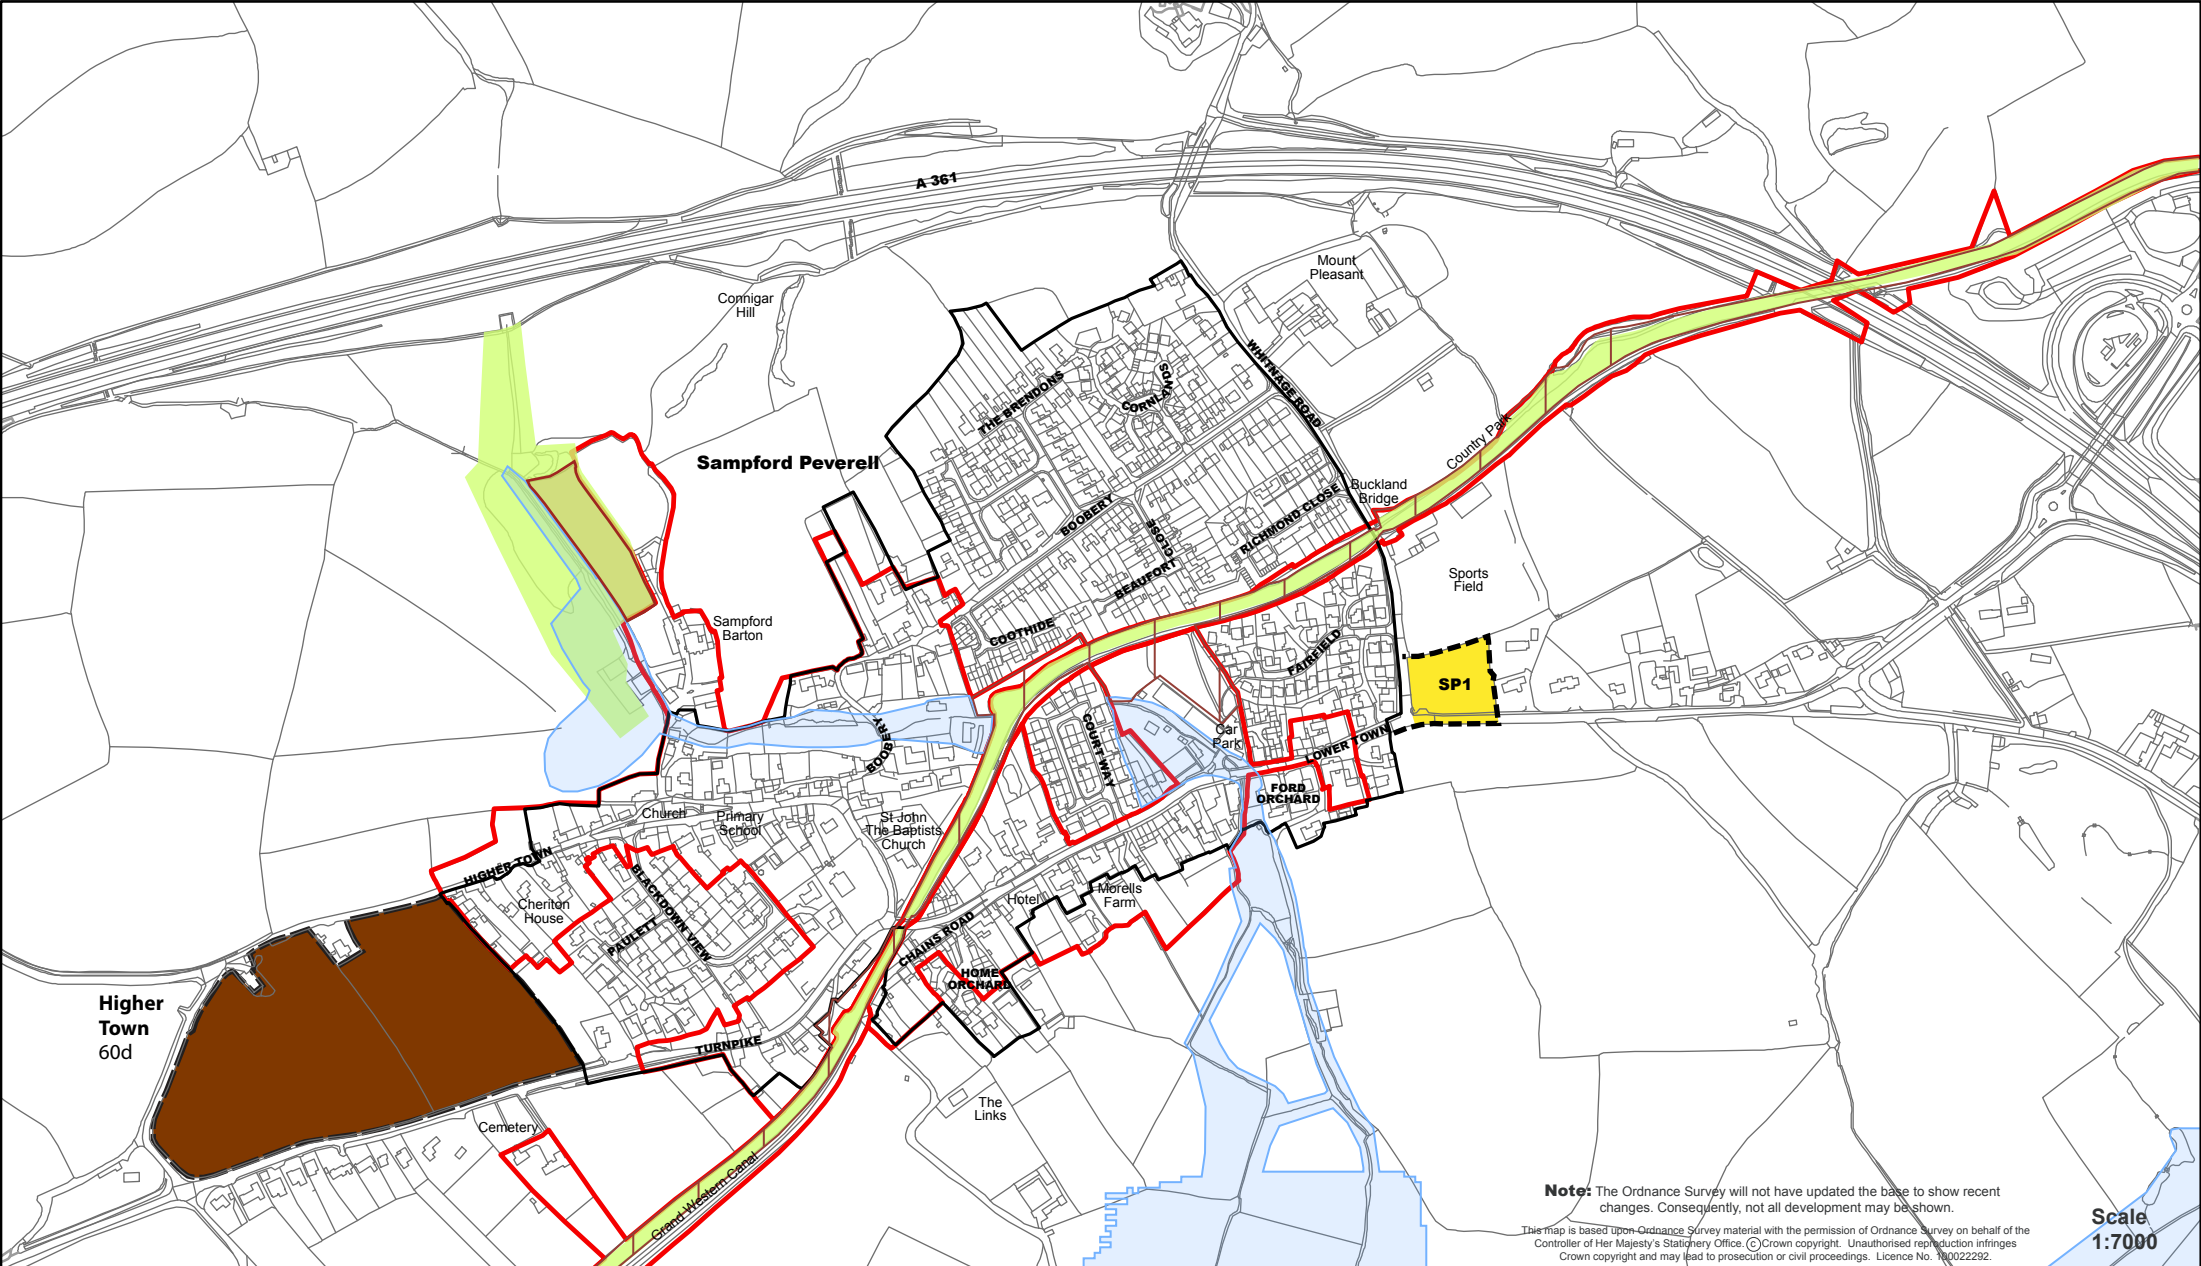 A 361
Mount
Pleasant
Connigar
Hill
WHITNAGE ROAD
THE BRENDONS
CORNLANDS
Country Park
Sampford Peverell
Buckland
Bridge
BOOBERY
RICHMOND CLOSE
BEAUFORT
CLOSE
Sports
Field
Sampford
Barton
COOTHIDE
FAIRFIELD
SP1
BOOBERY
COURT WAY
Car
Park
LOWER TOWN
FORD
ORCHARD
Church
Primary
School
St John
The Baptists
Church
HIGHER TOWN
BLACKDOWN VIEW
Cheriton
House
PAULETT
Hotel
Morells
Farm
CHAINS ROAD
HOME
ORCHARD
Higher
Town
60d
TURNPIKE
The
Links
Cemetery
Grand Western Canal
Note: The Ordnance Survey will not have updated the base to show recent
changes. Consequently, not all development may be shown.
This map is based upon Ordnance Survey material with the permission of Ordnance Survey on behalf of the
Controller of Her Majesty's Stationery Office. © Crown copyright. Unauthorised reproduction infringes
Crown copyright and may lead to prosecution or civil proceedings. Licence No. 100022292.
Scale
1:7000